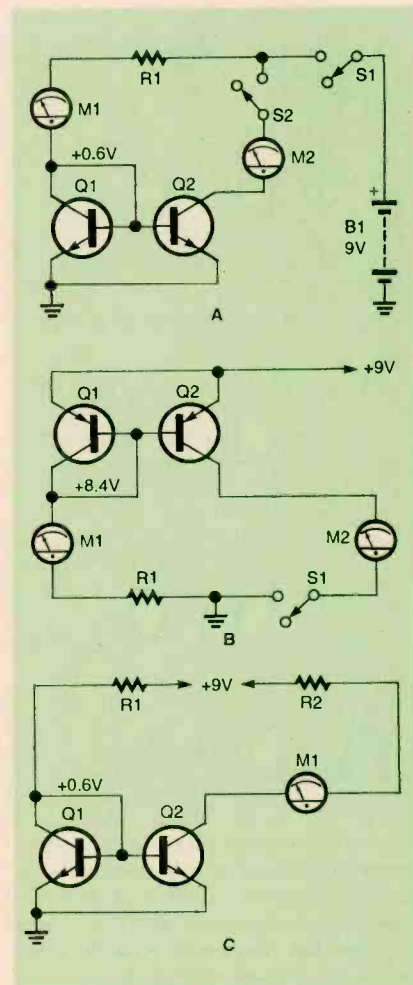 R1
S1
M1
S2
+0.6V
M2
Q1
Q2
+
B1
9V
A
Q1
Q2
+9V
+8.4V
M1
M2
R1
S1
B
+9V
R1
R2
+0.6V
M1
Q1
Q2
C